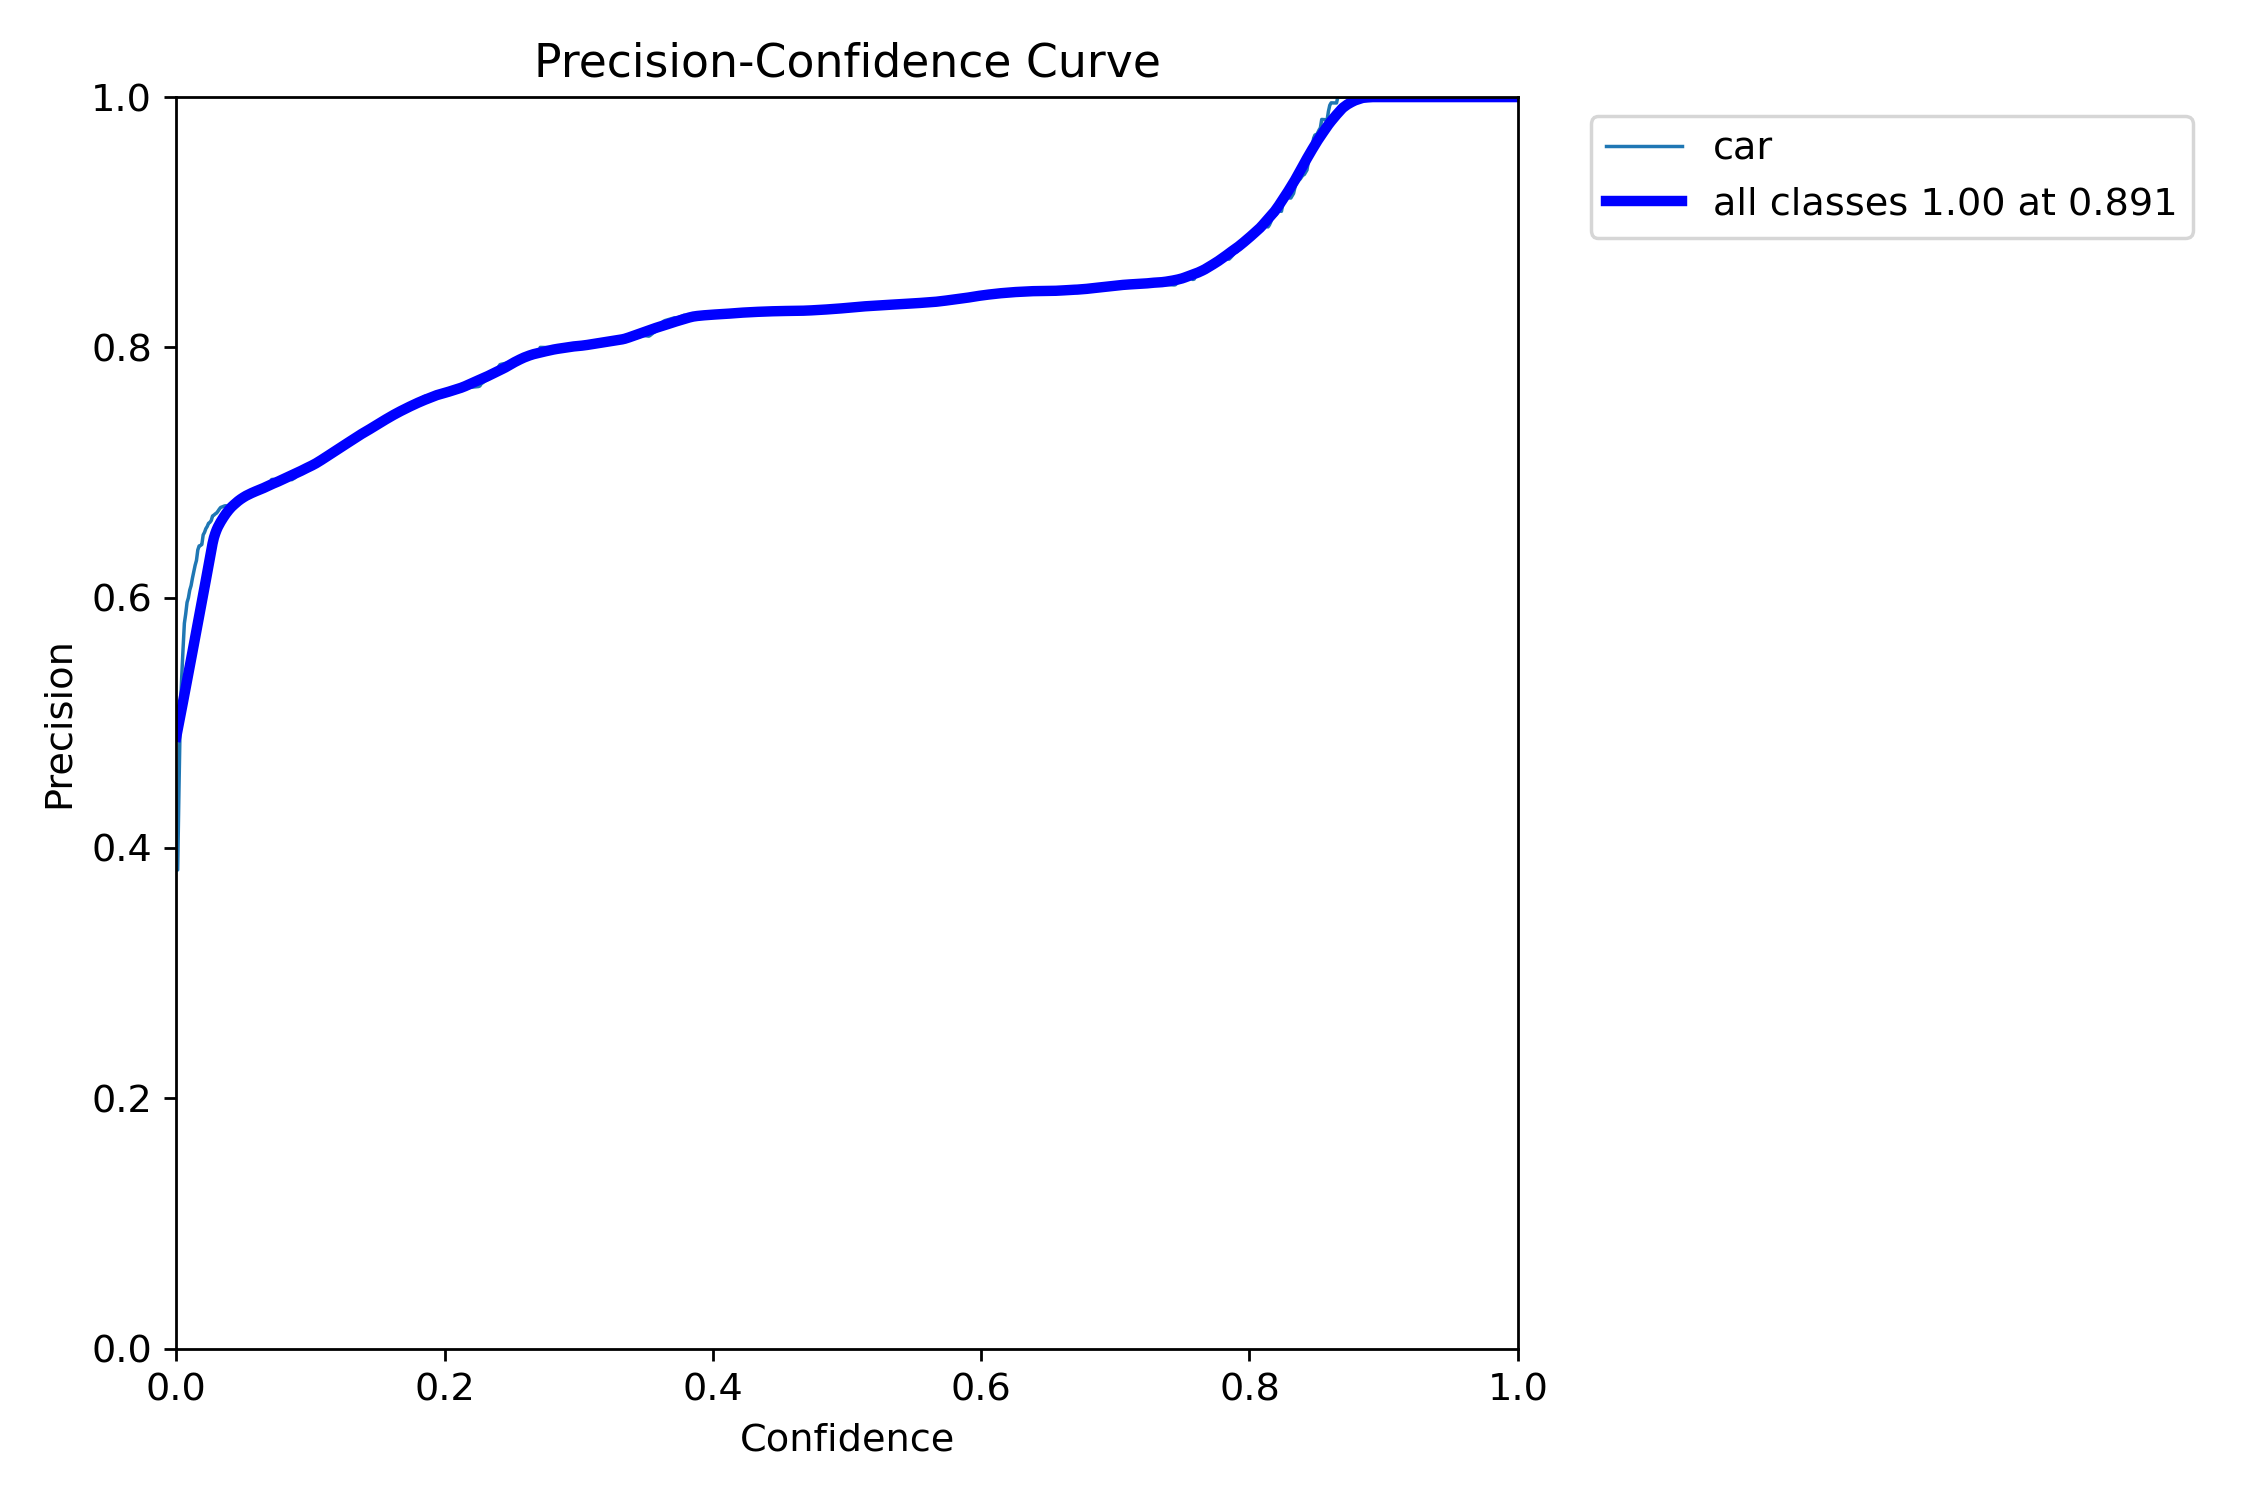 Precision-Confidence Curve
1.0
0.8
0.6
0.4
0.2
0.0
Precision
0.0 0.2 0.4 0.6 0.8 1.0
Confidence
car
all classes 1.00 at 0.891